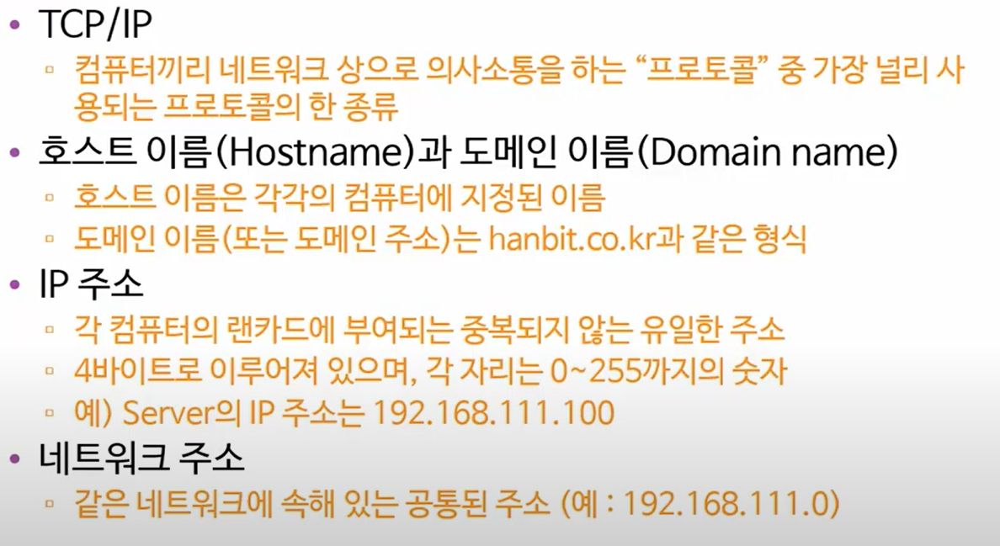 • TCP/IP
▫ 컴퓨터끼리 네트워크 상으로 의사소통을 하는 “프로토콜” 중 가장 널리 사
용되는 프로토콜의 한 종류
• 호스트 이름(Hostname)과 도메인 이름(Domain name)
▫ 호스트 이름은 각각의 컴퓨터에 지정된 이름
▫ 도메인 이름(또는 도메인 주소)는 hanbit.co.kr과 같은 형식
• IP 주소
▫ 각 컴퓨터의 랜카드에 부여되는 중복되지 않는 유일한 주소
▫ 4바이트로 이루어져 있으며, 각 자리는 0~255까지의 숫자
▫ 예) Server의 IP 주소는 192.168.111.100
• 네트워크 주소
▫ 같은 네트워크에 속해 있는 공통된 주소 (예 : 192.168.111.0)